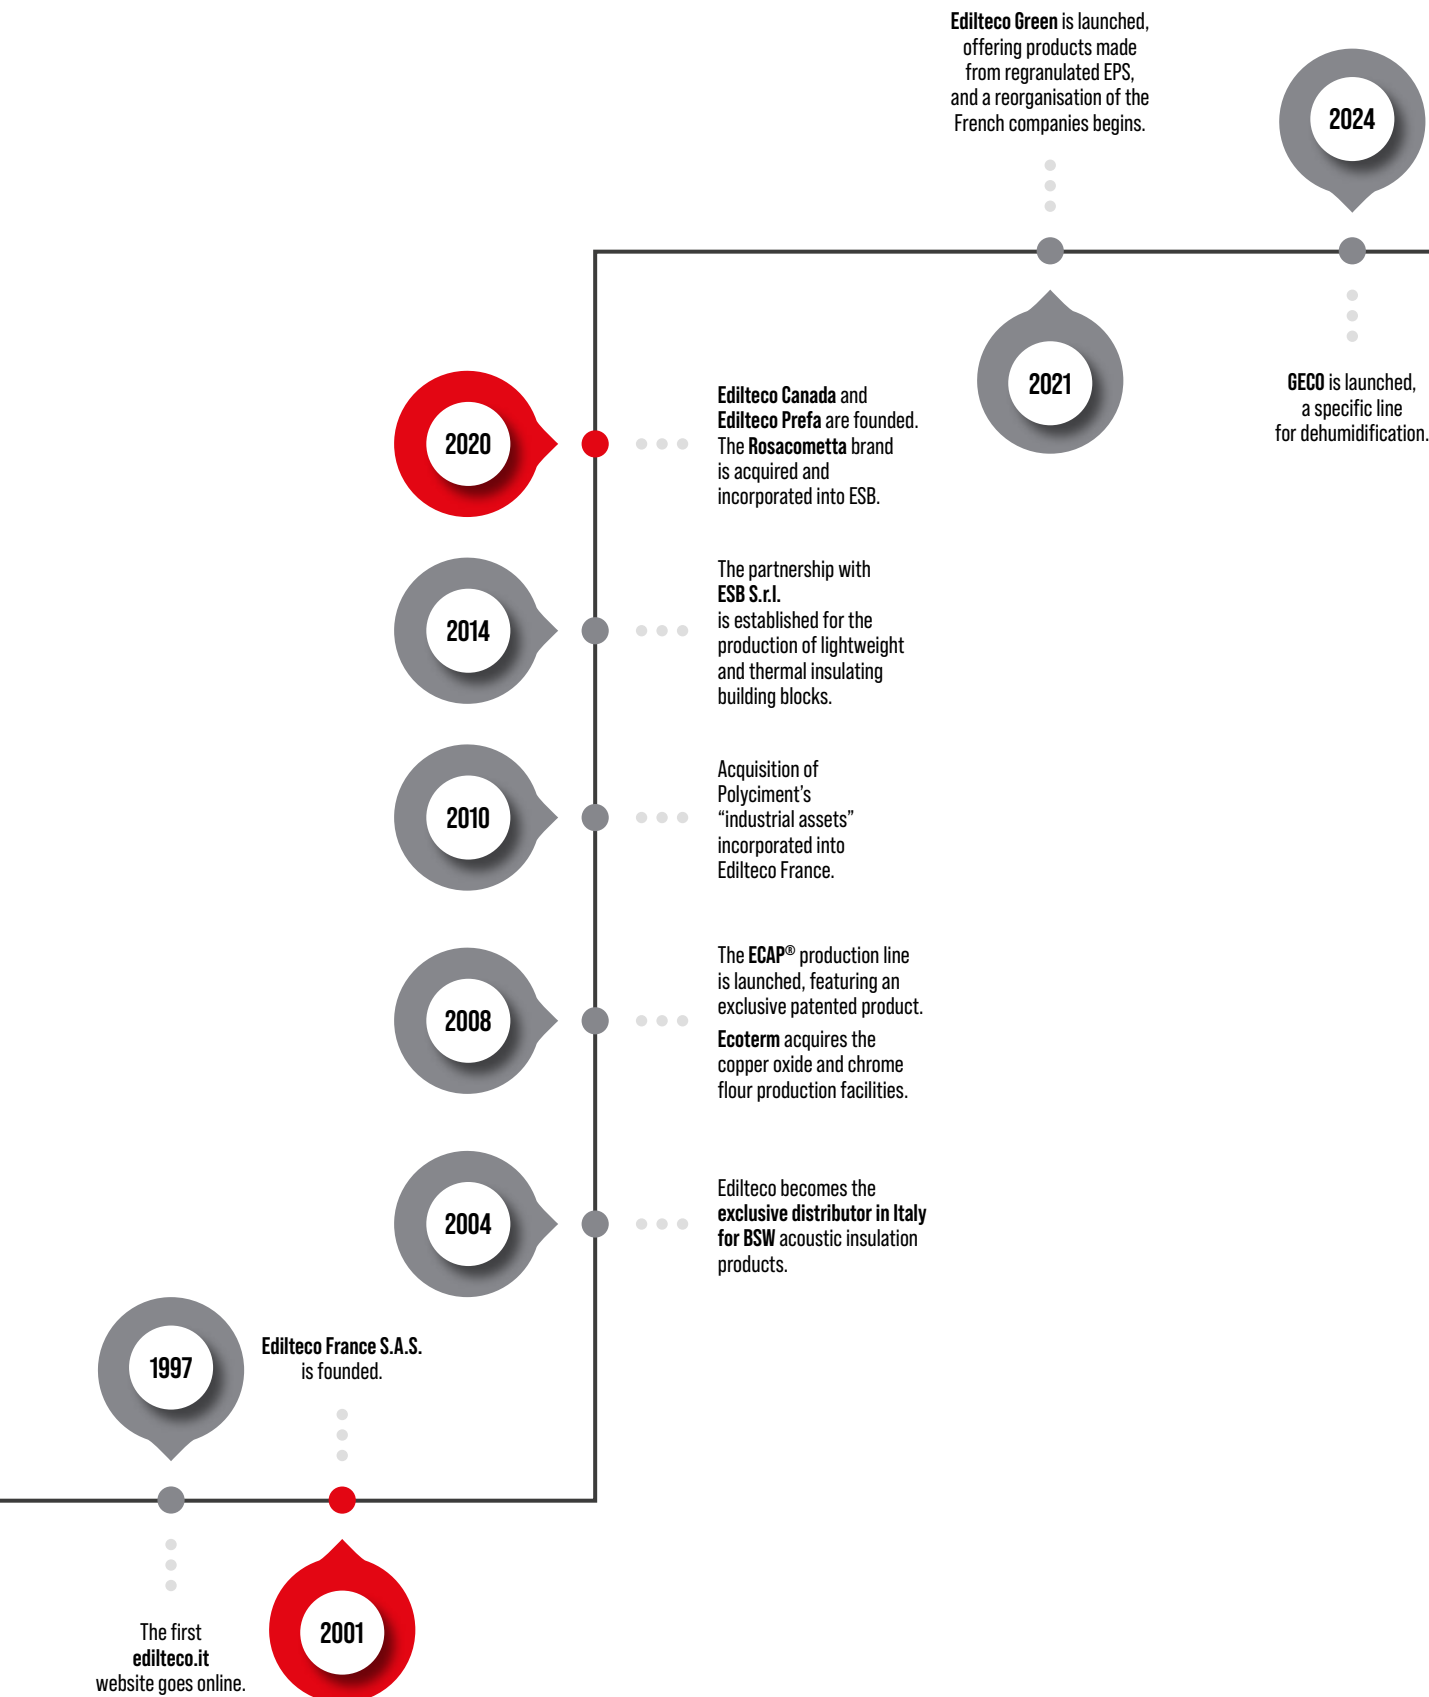 Edilteco Green is launched,
offering products made
from regranulated EPS,
and a reorganisation of the
French companies begins.
2024
2021
GECO is launched,
a specific line
for dehumidification.
2020
Edilteco Canada and
Edilteco Prefa are founded.
The Rosacometta brand
is acquired and
incorporated into ESB.
2014
The partnership with
ESB S.r.l.
is established for the
production of lightweight
and thermal insulating
building blocks.
2010
Acquisition of
Polyciment’s
“industrial assets”
incorporated into
Edilteco France.
2008
The ECAP® production line
is launched, featuring an
exclusive patented product.
Ecoterm acquires the
copper oxide and chrome
flour production facilities.
2004
Edilteco becomes the
exclusive distributor in Italy
for BSW acoustic insulation
products.
1997
Edilteco France S.A.S.
is founded.
The first
edilteco.it
website goes online.
2001